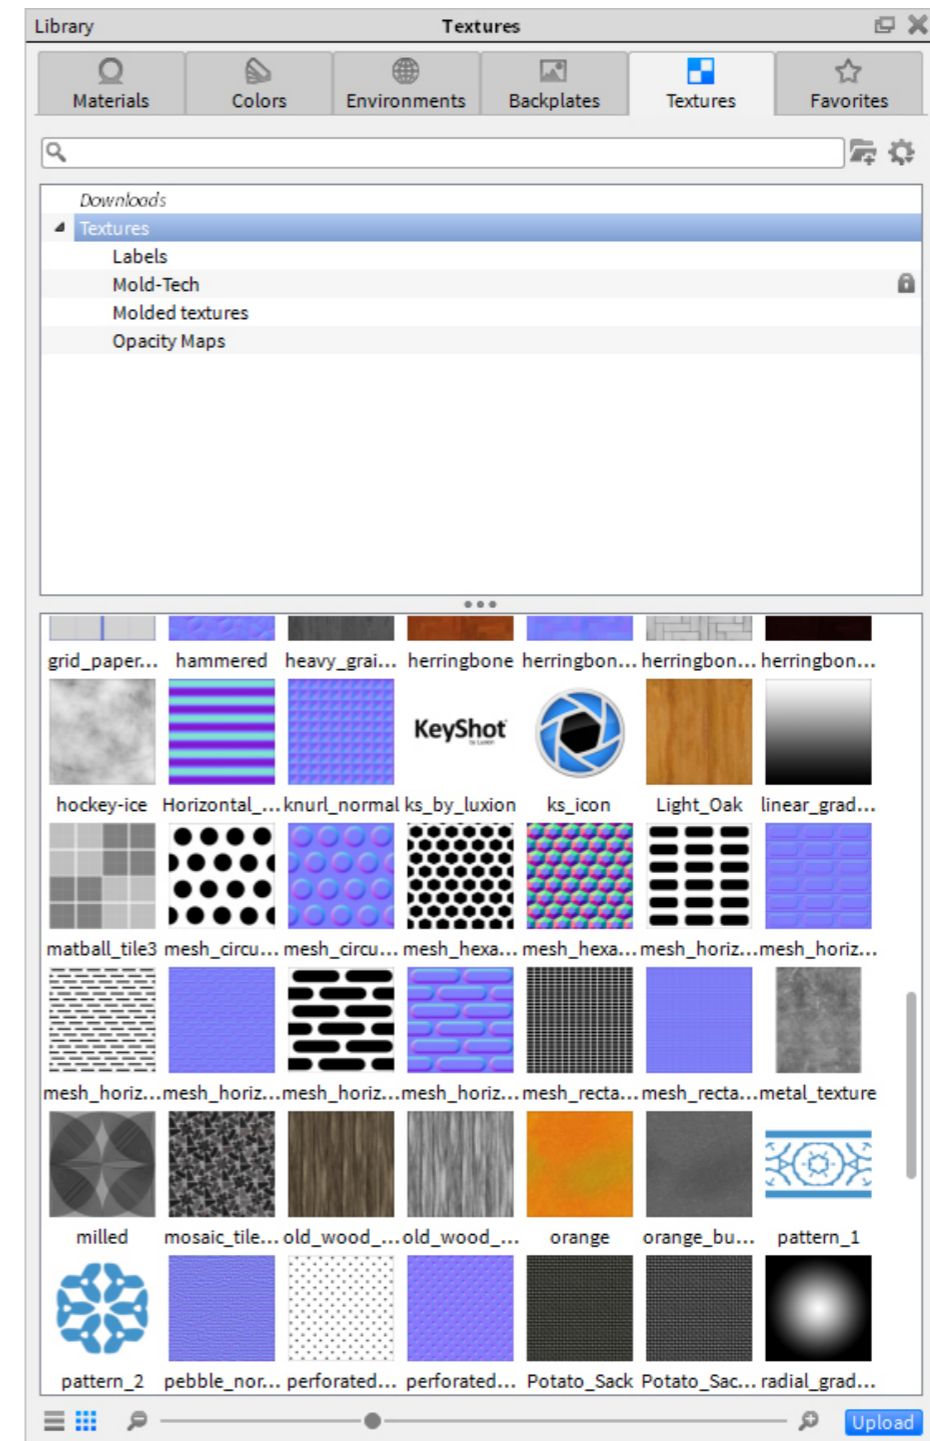 Library
Textures
Materials
Colors
Environments
Backplates
Textures
Favorites
Downloads
Textures
Labels
Mold-Tech
Molded textures
Opacity Maps
grid_paper... hammered heavy_grai... herringbone herringbon... herringbon... herringbon...
KeyShot
by Luxion
hockey-ice Horizontal_... knurl_normal ks_by_luxion ks_icon Light_Oak linear_grad...
matball_tile3 mesh_circu... mesh_circu... mesh_hexa... mesh_hexa... mesh_horiz... mesh_horiz...
mesh_horiz... mesh_horiz... mesh_horiz... mesh_horiz... mesh_recta... mesh_recta... metal_texture
milled mosaic_tile... old_wood_... old_wood_... orange orange_bu... pattern_1
pattern_2 pebble_nor... perforated... perforated... Potato_Sack Potato_Sac... radial_grad...
Upload